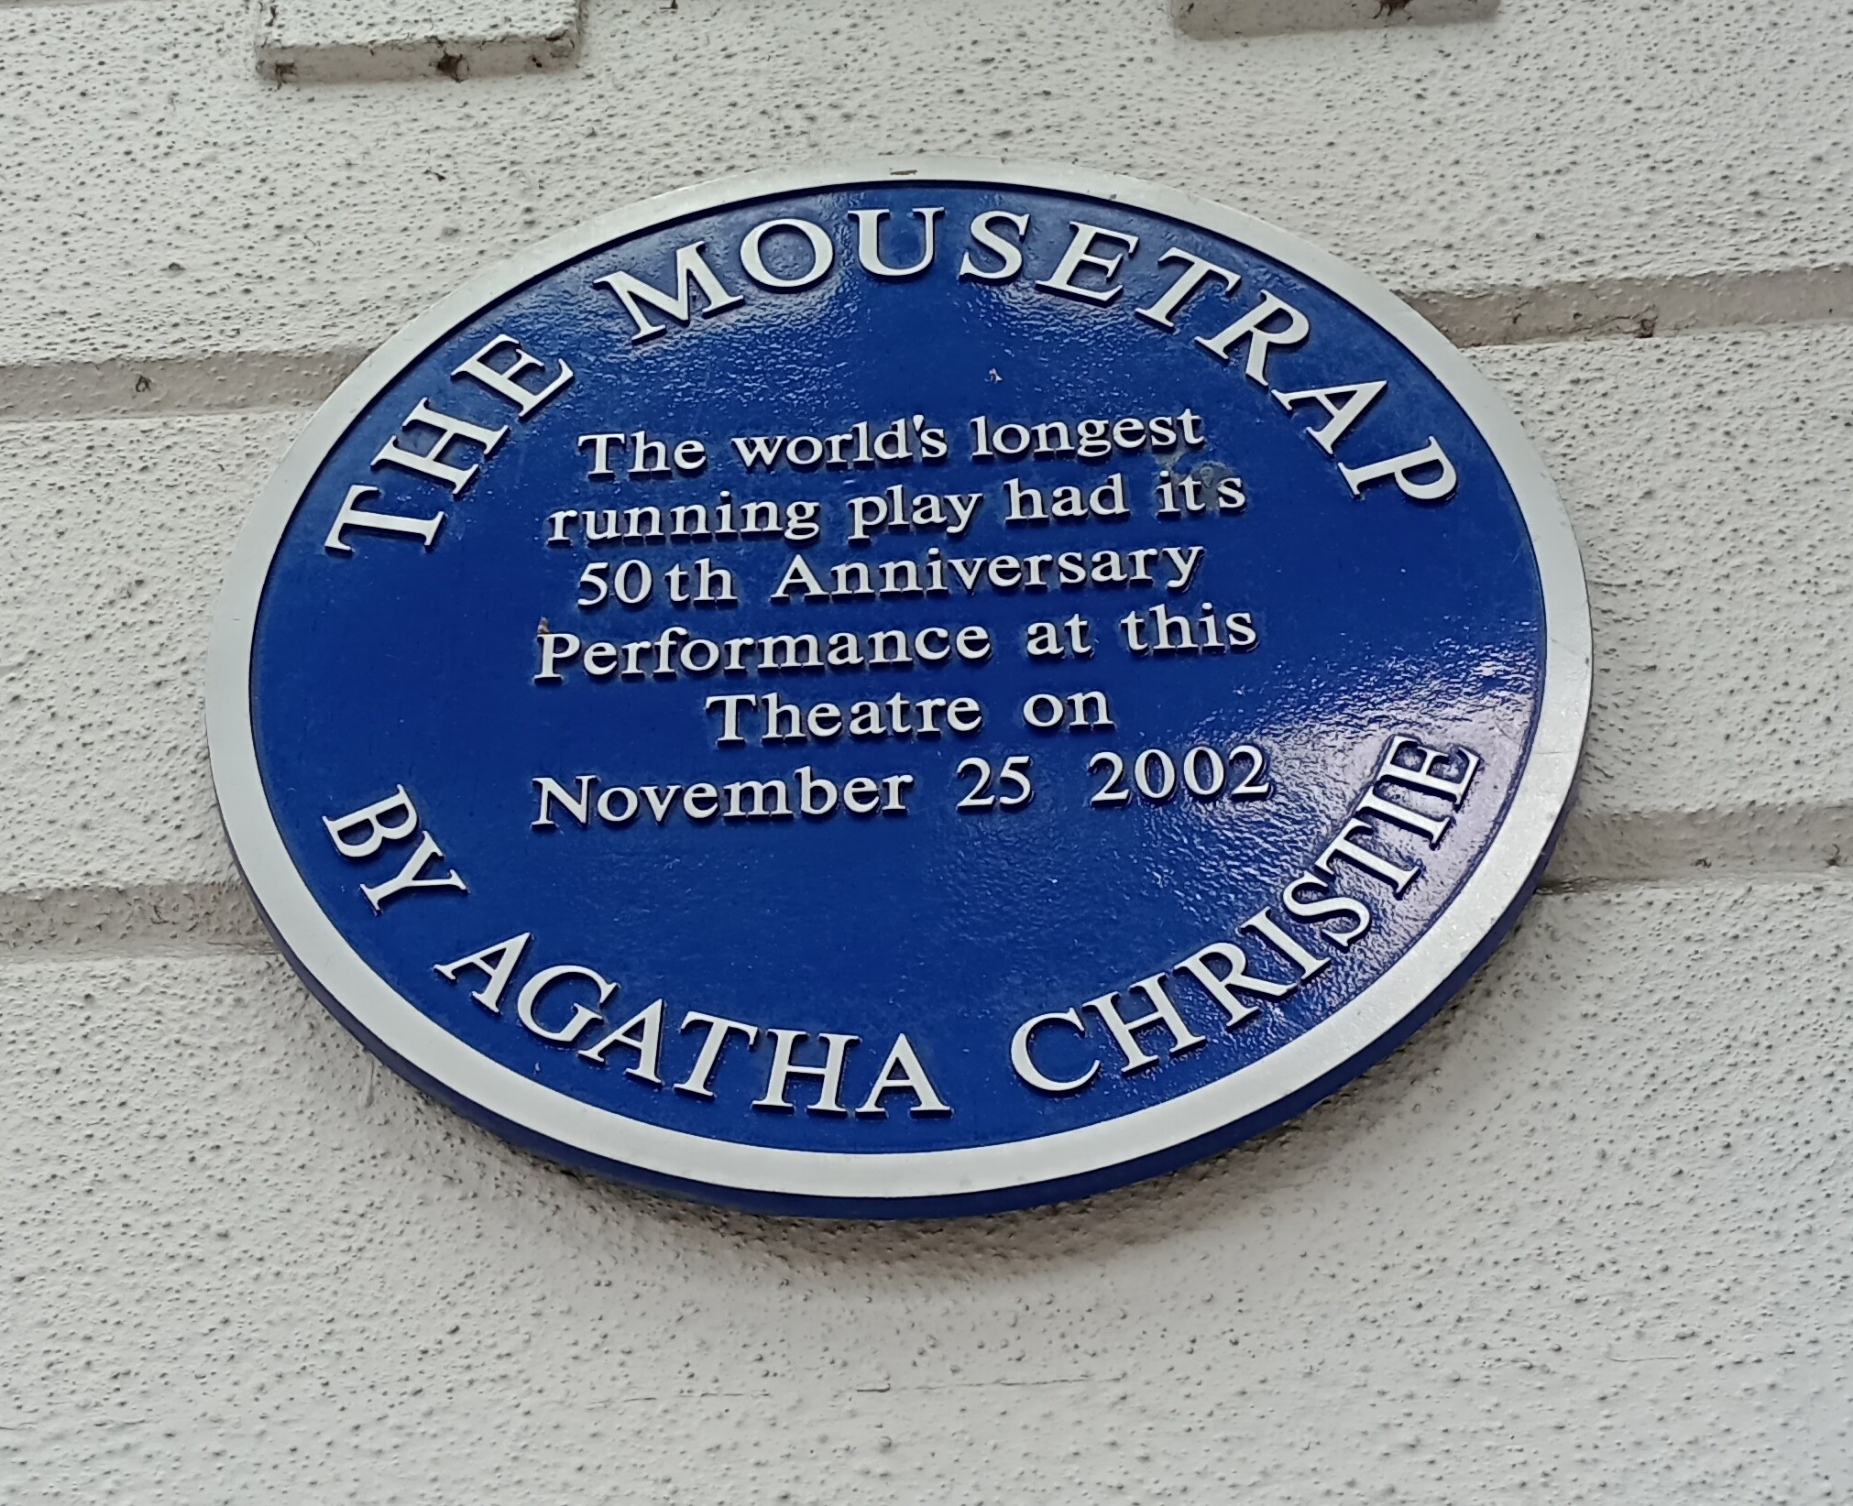 THE MOUSETRAP
The world's longest
running play had its
50th Anniversary
Performance at this
Theatre on
November 25 2002
BY AGATHA CHRISTIE